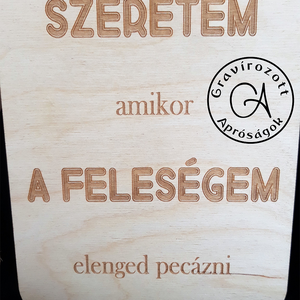 SZERETEM
amikor
Gravírozott
GA
Apróságok
A FELESÉGEM
elenged pecázni